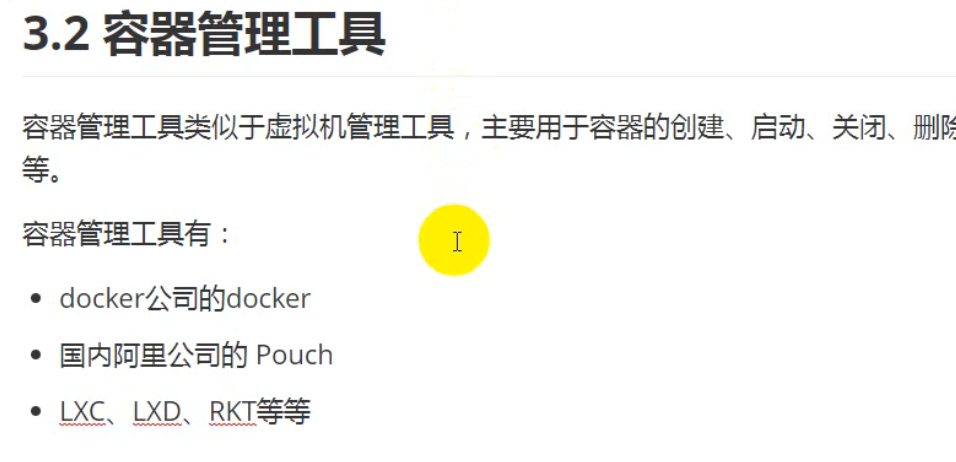 3.2 容器管理工具
容器管理工具类似于虚拟机管理工具，主要用于容器的创建、启动、关闭、删除
等。
容器管理工具有：
docker公司的docker
国内阿里公司的 Pouch
LXC、LXD、RKT等等